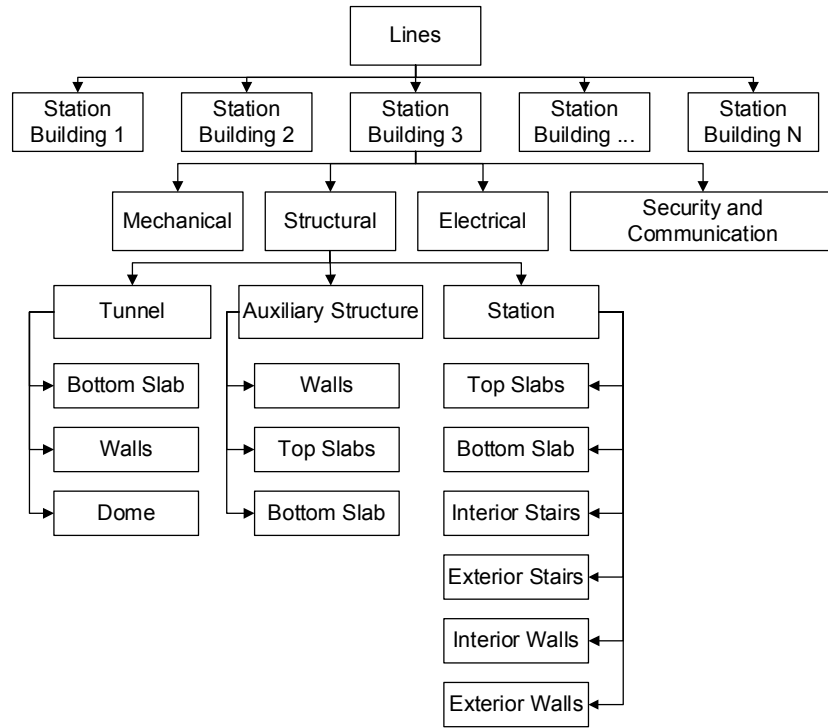 Lines
Station
Building 1
Station
Building 2
Station
Building 3
Station
Building ...
Station
Building N
Mechanical
Structural
Electrical
Security and
Communication
Tunnel
Auxiliary Structure
Station
Bottom Slab
Walls
Dome
Walls
Top Slabs
Bottom Slab
Top Slabs
Bottom Slab
Interior Stairs
Exterior Stairs
Interior Walls
Exterior Walls